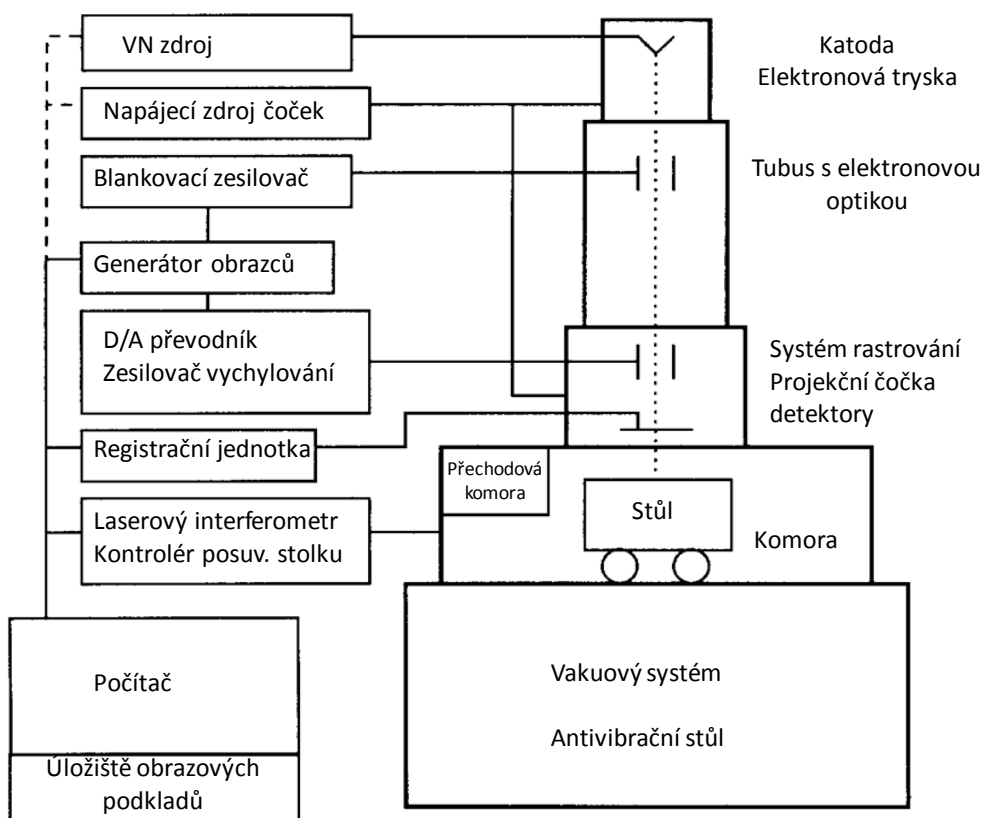 VN zdroj
Napájecí zdroj čoček
Blankovací zesilovač
Generátor obrazců
D/A převodník
Zesilovač vychylování
Registrační jednotka
Laserový interferometr
Kontrolér posuv. stolku
Počítač
Úložiště obrazových
podkladů
Katoda
Elektronová tryska
Tubus s elektronovou
optikou
Systém rastrování
Projekční čočka
detektory
Přechodová
komora
Stůl
Komora
Vakuový systém
Antivibrační stůl